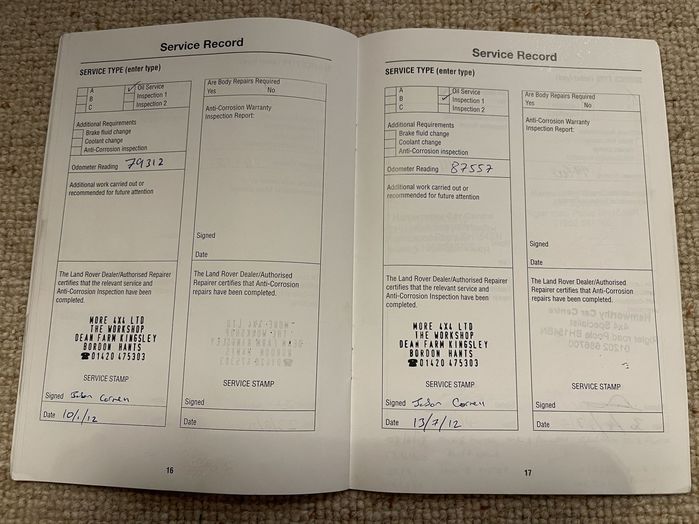 Service Record
SERVICE TYPE (enter type)
A
B
C
✓ Oil Service
Inspection 1
Inspection 2
Additional Requirements
Brake fluid change
Coolant change
Anti-Corrosion inspection
Odometer Reading 79312
Additional work carried out or
recommended for future attention
The Land Rover Dealer/Authorised Repairer
certifies that the relevant service and
Anti-Corrosion Inspection have been
completed.
MORE 4X4 LTD
THE WORKSHOP
DEAN FARM KINGSLEY
BORDON HANTS
☎01420 475303
SERVICE STAMP
Signed
Date 10/1/12
Are Body Repairs Required
Yes No
Anti-Corrosion Warranty
Inspection Report:
Signed
Date
The Land Rover Dealer/Authorised
Repairer certifies that Anti-Corrosion
repairs have been completed.
SERVICE STAMP
Signed
Date
16
Service Record
SERVICE TYPE (enter type)
A
B
C
Oil Service
✓ Inspection 1
Inspection 2
Additional Requirements
Brake fluid change
Coolant change
Anti-Corrosion inspection
Odometer Reading 87557
Additional work carried out or
recommended for future attention
The Land Rover Dealer/Authorised Repairer
certifies that the relevant service and
Anti-Corrosion Inspection have been
completed.
MORE 4X4 LTD
THE WORKSHOP
DEAN FARM KINGSLEY
BORDON HANTS
☎01420 475303
SERVICE STAMP
Signed
Date 13/7/12
Are Body Repairs Required
Yes No
Anti-Corrosion Warranty
Inspection Report:
Signed
Date
The Land Rover Dealer/Authorised
Repairer certifies that Anti-Corrosion
repairs have been completed.
SERVICE STAMP
Signed
Date
17